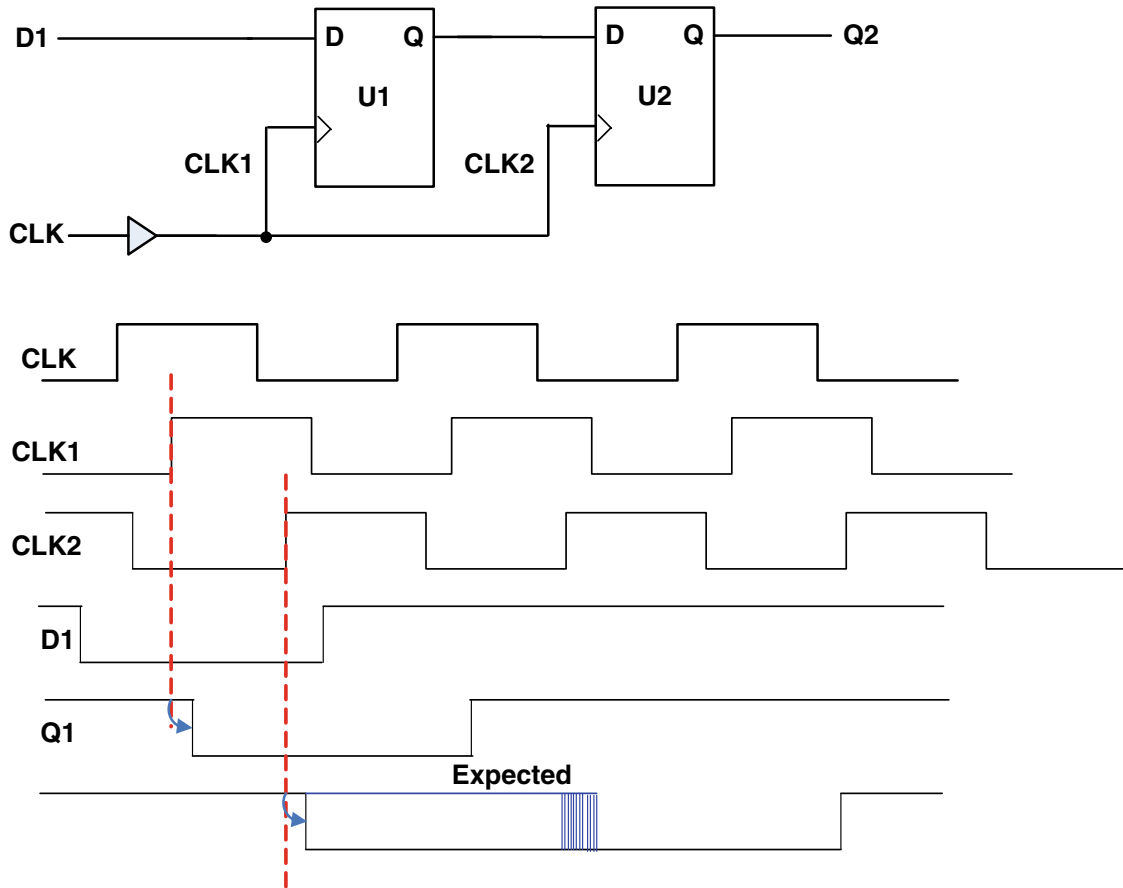 D1 D Q D Q Q2
U1 U2
CLK1 CLK2
CLK
CLK
CLK1
CLK2
D1
Q1
Expected